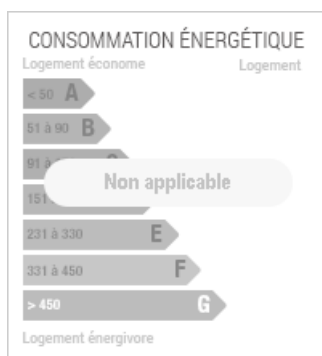 CONSOMMATION ÉNERGÉTIQUE
Logement économe Logement
< 50 A
51 à 90 B
91 à
Non applicable
151
231 à 330 E
331 à 450 F
> 450 G
Logement énergivore